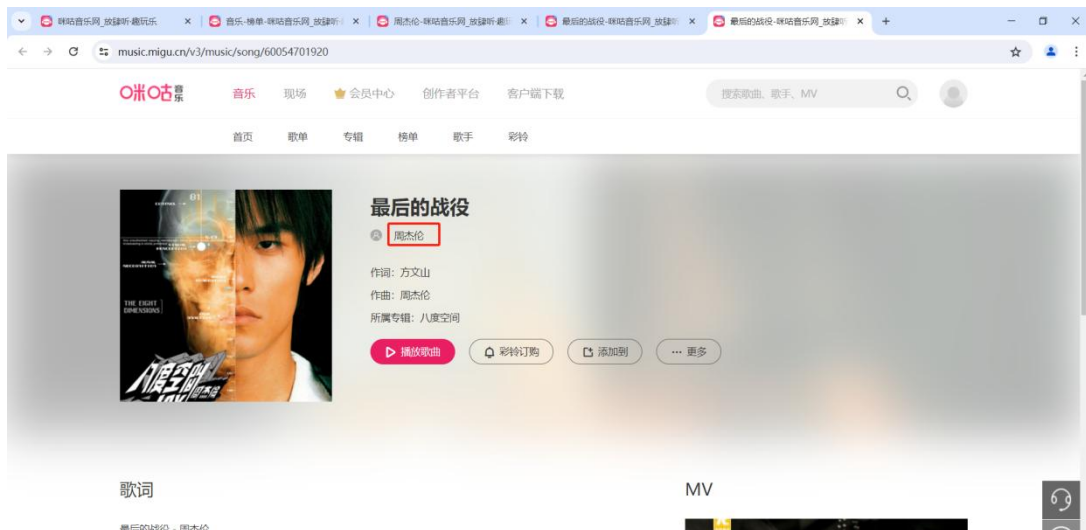 咪咕音乐网_放肆听·趣玩乐
音乐-榜单-咪咕音乐网_放肆听·
周杰伦-咪咕音乐网_放肆听·趣
最后的战役-咪咕音乐网_放肆听
最后的战役-咪咕音乐网_放肆听
music.migu.cn/v3/music/song/60054701920
咪咕音乐 音乐 现场 会员中心 创作者平台 客户端下载 搜索歌曲、歌手、MV
首页 歌单 专辑 榜单 歌手 彩铃
01
THE EIGHT
DIMENSIONS
八度空间
周杰伦
最后的战役
周杰伦
作词：方文山
作曲：周杰伦
所属专辑：八度空间
播放歌曲 彩铃订购 添加到 ··· 更多
歌词 MV
最后的战役 - 周杰伦